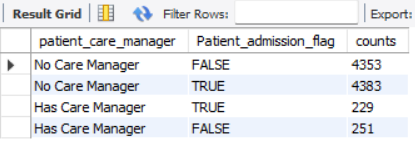 Result Grid Filter Rows: Export:
patient_care_manager Patient_admission_flag counts
No Care Manager FALSE 4353
No Care Manager TRUE 4383
Has Care Manager TRUE 229
Has Care Manager FALSE 251